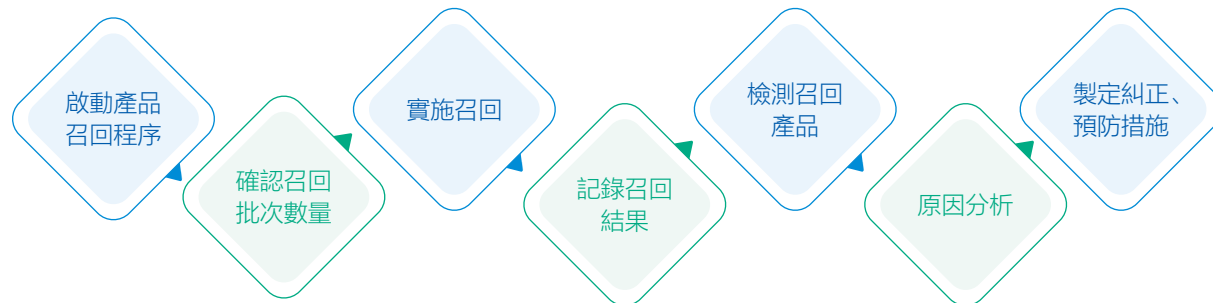 啟動產品
召回程序
確認召回
批次數量
實施召回
記錄召回
結果
檢測召回
產品
原因分析
製定糾正、
預防措施